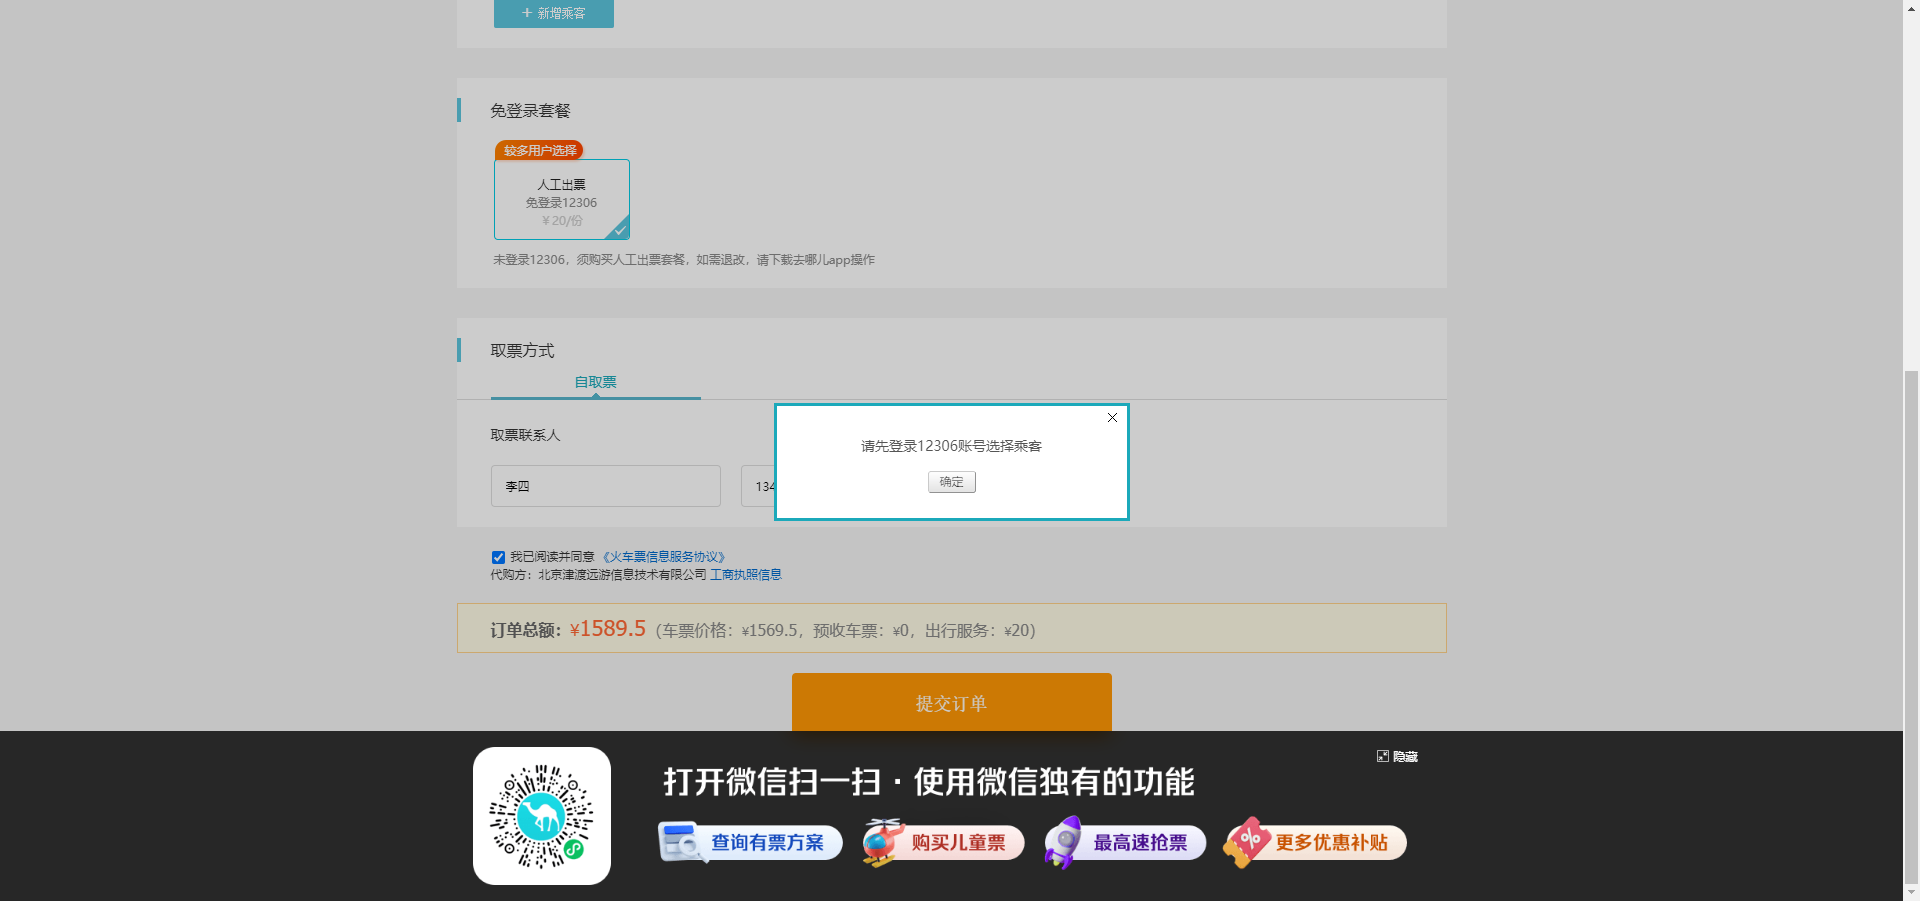 新增乘客
免登录套餐
较多用户选择
人工出票
免登录12306
￥20/份
未登录12306，须购买人工出票套餐，如需退改，请下载去哪儿app操作
取票方式
自取票
取票联系人
李四
134
请先登录12306账号选择乘客
确定
我已阅读并同意 《火车票信息服务协议》
代购方：北京津渡远游信息技术有限公司 工商执照信息
订单总额：¥1589.5（车票价格：¥1569.5，预收车票：¥0，出行服务：¥20）
提交订单
隐藏
打开微信扫一扫·使用微信独有的功能
查询有票方案 购买儿童票 最高速抢票 更多优惠补贴